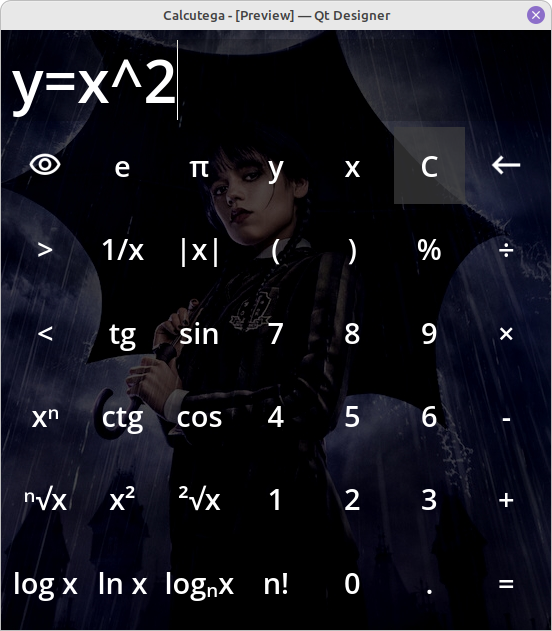 Calcutega - [Preview] — Qt Designer
y=x^2
e π y x C ←
> 1/x |x| ( ) % ÷
< tg sin 7 8 9 ×
xⁿ ctg cos 4 5 6 -
ⁿ√x x² ²√x 1 2 3 +
log x ln x logₙx n! 0 . =